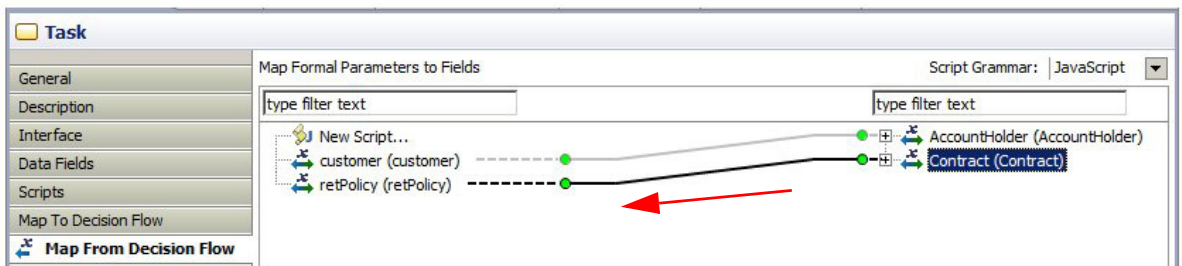 Task
General
Description
Interface
Data Fields
Scripts
Map To Decision Flow
Map From Decision Flow
Map Formal Parameters to Fields
Script Grammar: JavaScript
type filter text
type filter text
New Script...
customer (customer)
retPolicy (retPolicy)
AccountHolder (AccountHolder)
Contract (Contract)